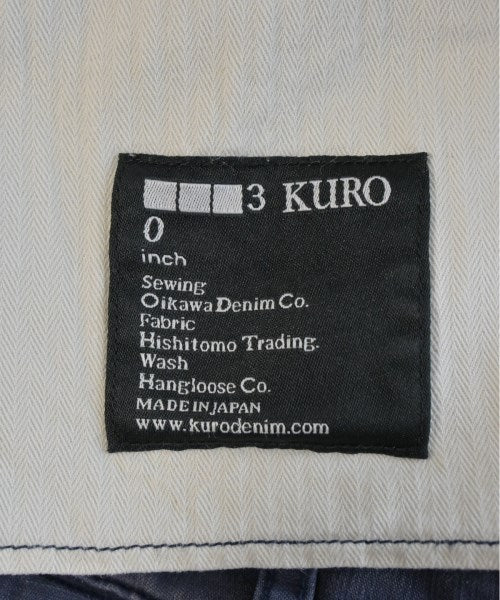 3 KURO
0
inch
Sewing
Oikawa Denim Co.
Fabric
Hishitomo Trading.
Wash
Hangloose Co.
MADE IN JAPAN
www.kurodenim.com